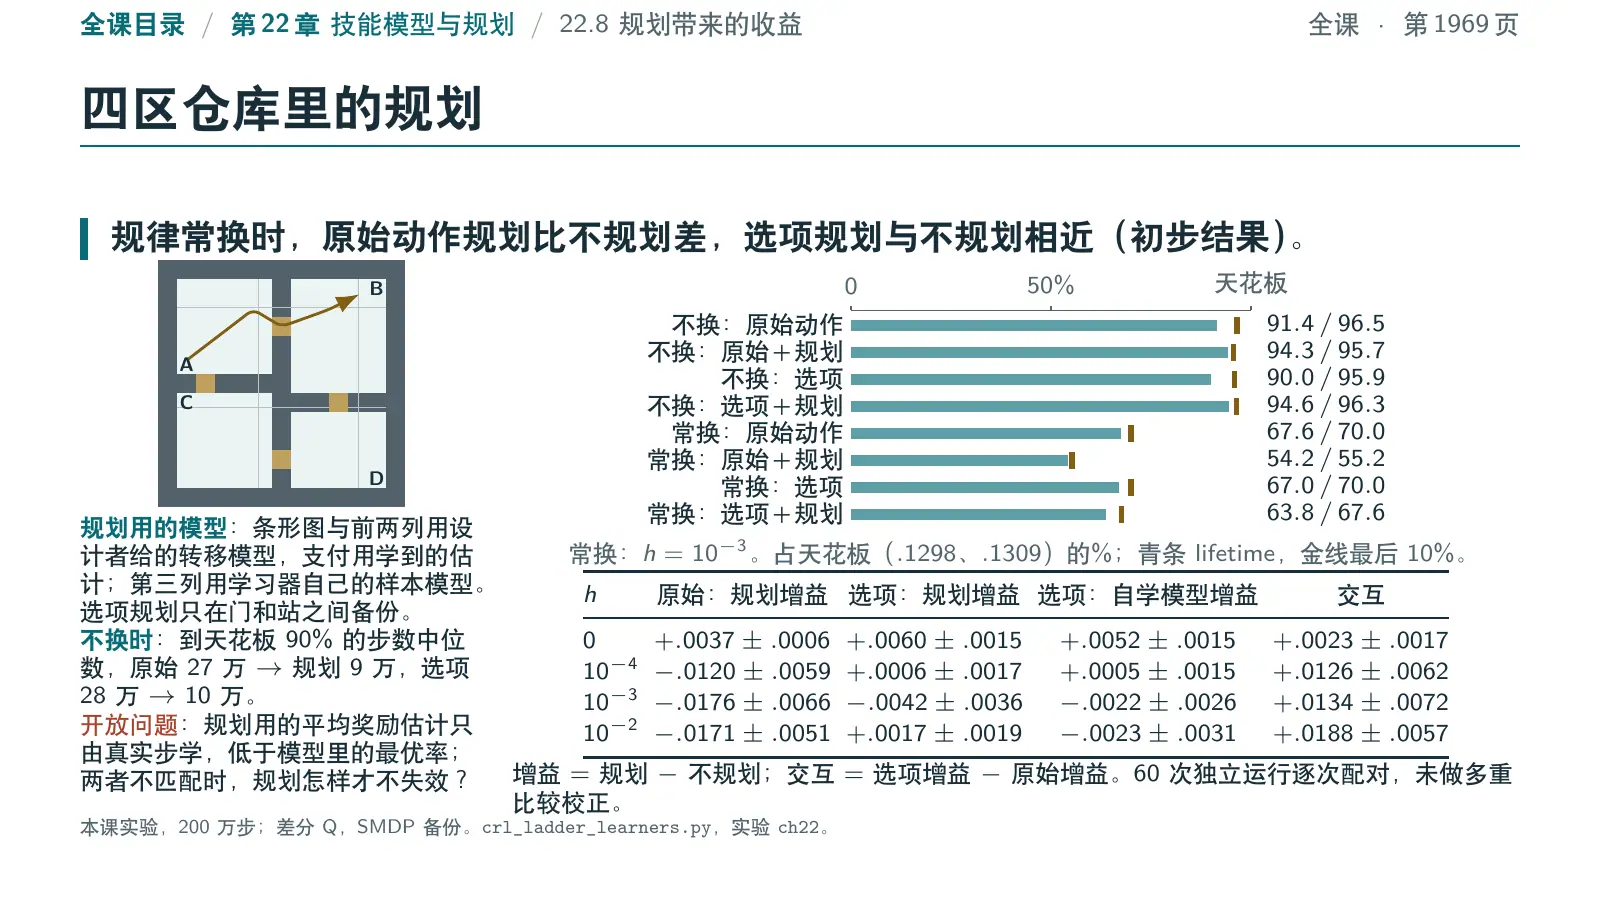 全课目录 / 第 22 章 技能模型与规划 / 22.8 规划带来的收益
全课 · 第 1969 页
四区仓库里的规划
规律常换时，原始动作规划比不规划差，选项规划与不规划相近（初步结果）。
A
B
C
D
规划用的模型：条形图与前两列用设
计者给的转移模型，支付用学到的估
计；第三列用学习器自己的样本模型。
选项规划只在门和站之间备份。
不换时：到天花板 90% 的步数中位
数，原始 27 万 → 规划 9 万，选项
28 万 → 10 万。
开放问题：规划用的平均奖励估计只
由真实步学，低于模型里的最优率；
两者不匹配时，规划怎样才不失效？
0 50% 天花板
不换：原始动作 91.4 / 96.5
不换：原始＋规划 94.3 / 95.7
不换：选项 90.0 / 95.9
不换：选项＋规划 94.6 / 96.3
常换：原始动作 67.6 / 70.0
常换：原始＋规划 54.2 / 55.2
常换：选项 67.0 / 70.0
常换：选项＋规划 63.8 / 67.6
常换：h = 10⁻³。占天花板（.1298、.1309）的%；青条 lifetime，金线最后 10%。
h 原始：规划增益 选项：规划增益 选项：自学模型增益 交互
0 +.0037 ± .0006 +.0060 ± .0015 +.0052 ± .0015 +.0023 ± .0017
10⁻⁴ −.0120 ± .0059 +.0006 ± .0017 +.0005 ± .0015 +.0126 ± .0062
10⁻³ −.0176 ± .0066 −.0042 ± .0036 −.0022 ± .0026 +.0134 ± .0072
10⁻² −.0171 ± .0051 +.0017 ± .0019 −.0023 ± .0031 +.0188 ± .0057
增益 = 规划 − 不规划；交互 = 选项增益 − 原始增益。60 次独立运行逐次配对，未做多重
比较校正。
本课实验，200 万步；差分 Q，SMDP 备份。crl_ladder_learners.py，实验 ch22。